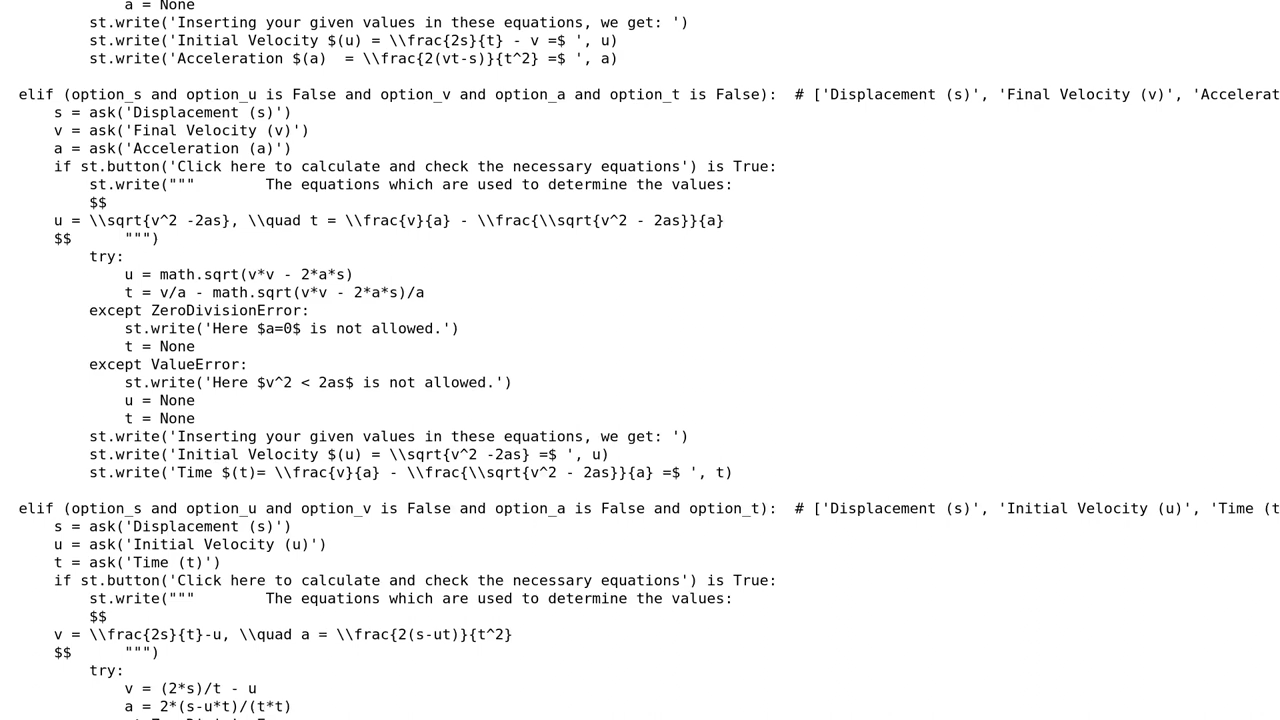 a = None
st.write('Inserting your given values in these equations, we get: ')
st.write('Initial Velocity $(u) = \\frac{2s}{t} - v =$ ', u)
st.write('Acceleration $(a)  = \\frac{2(vt-s)}{t^2} =$ ', a)
elif (option_s and option_u is False and option_v and option_a and option_t is False):  # ['Displacement (s)', 'Final Velocity (v)', 'Accelerat
s = ask('Displacement (s)')
v = ask('Final Velocity (v)')
a = ask('Acceleration (a)')
if st.button('Click here to calculate and check the necessary equations') is True:
st.write("""        The equations which are used to determine the values:
$$
u = \\sqrt{v^2 -2as}, \\quad t = \\frac{v}{a} - \\frac{\\sqrt{v^2 - 2as}}{a}
$$      """)
try:
u = math.sqrt(v*v - 2*a*s)
t = v/a - math.sqrt(v*v - 2*a*s)/a
except ZeroDivisionError:
st.write('Here $a=0$ is not allowed.')
t = None
except ValueError:
st.write('Here $v^2 < 2as$ is not allowed.')
u = None
t = None
st.write('Inserting your given values in these equations, we get: ')
st.write('Initial Velocity $(u) = \\sqrt{v^2 -2as} =$ ', u)
st.write('Time $(t)= \\frac{v}{a} - \\frac{\\sqrt{v^2 - 2as}}{a} =$ ', t)
elif (option_s and option_u and option_v is False and option_a is False and option_t):  # ['Displacement (s)', 'Initial Velocity (u)', 'Time (t
s = ask('Displacement (s)')
u = ask('Initial Velocity (u)')
t = ask('Time (t)')
if st.button('Click here to calculate and check the necessary equations') is True:
st.write("""        The equations which are used to determine the values:
$$
v = \\frac{2s}{t}-u, \\quad a = \\frac{2(s-ut)}{t^2}
$$      """)
try:
v = (2*s)/t - u
a = 2*(s-u*t)/(t*t)